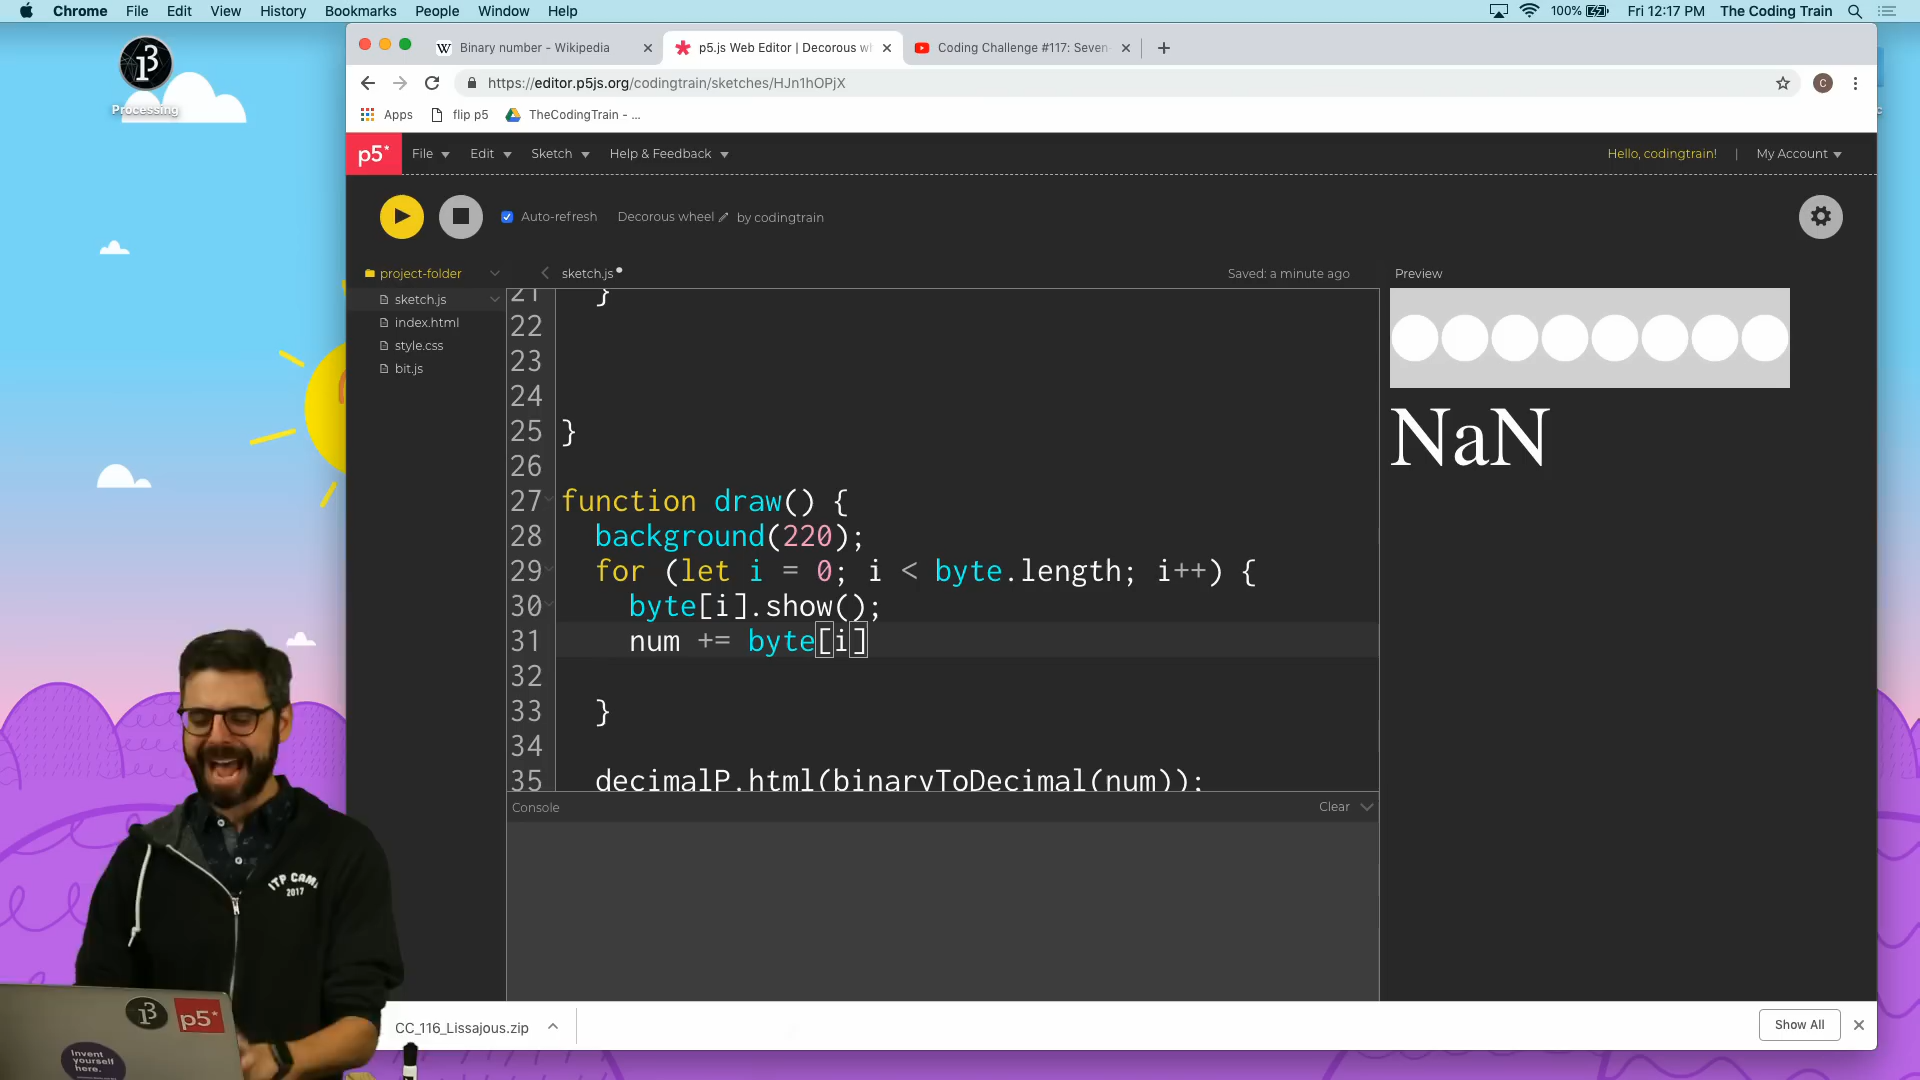 Chrome File Edit View History Bookmarks People Window Help 100% Fri 12:17 PM The Coding Train
Processing
W Binary number - Wikipedia p5.js Web Editor | Decorous wh Coding Challenge #117: Seven-
https://editor.p5js.org/codingtrain/sketches/HJn1hOPjX C
Apps flip p5 TheCodingTrain - ...
p5* File Edit Sketch Help & Feedback Hello, codingtrain! | My Account
Auto-refresh Decorous wheel by codingtrain
project-folder
sketch.js
index.html
style.css
bit.js
sketch.js Saved: a minute ago
Preview
21 }
22
23
24
25 }
26
27 function draw() {
28 background(220);
29 for (let i = 0; i < byte.length; i++) {
30 byte[i].show();
31 num += byte[i]
32
33 }
34
35 decimalP.html(binaryToDecimal(num));
NaN
Console Clear
ITP CAMP
2017
p5*
Invent
yourself
here.
CC_116_Lissajous.zip
Show All